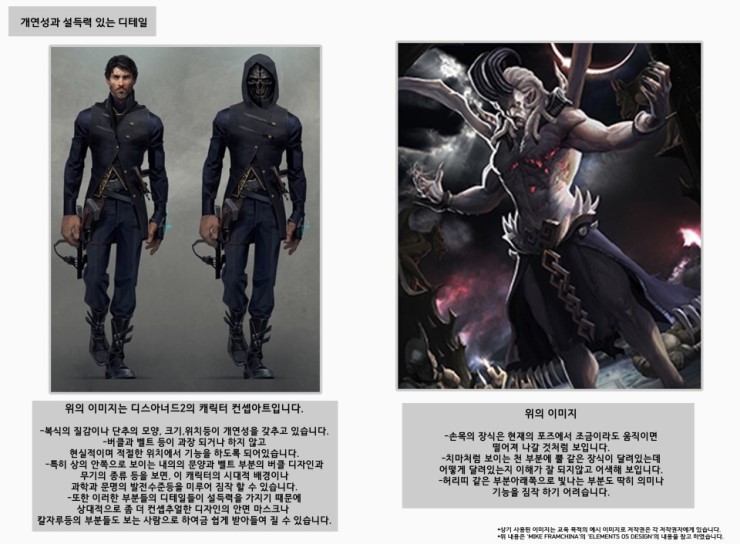 개연성과 설득력 있는 디테일
위의 이미지는 디스아너드2의 캐릭터 컨셉아트입니다.
-복식의 질감이나 단추의 모양, 크기,위치등이 개연성을 갖추고 있습니다.
-버클과 벨트 등이 과장 되거나 하지 않고
현실적이며 적절한 위치에서 기능을 하도록 되어있습니다.
-특히 상의 안쪽으로 보이는 내의의 문양과 벨트 부분의 버클 디자인과
무기의 종류 등을 보면, 이 캐릭터의 시대적 배경이나
과학과 문명의 발전수준등을 미루어 짐작 할 수 있습니다.
-또한 이러한 부분들의 디테일들이 설득력을 가지기 때문에
상대적으로 좀 더 컨셉추얼한 디자인의 안면 마스크나
칼자루등의 부분들도 보는 사람으로 하여금 쉽게 받아들여 질 수 있습니다.
위의 이미지
-손목의 장식은 현재의 포즈에서 조금이라도 움직이면
떨어져 나갈 것처럼 보입니다.
-치마처럼 보이는 천 부분에 뿔 같은 장식이 달려있는데
어떻게 달려있는지 이해가 잘 되지않고 어색해 보입니다.
-허리띠 같은 부분아래쪽으로 빛나는 부분도 딱히 의미나
기능을 짐작 하기 어려습니다.
*상기 사용된 이미지는 교육 목적의 예시 이미지로 저작권은 각 저작권자에게 있습니다.
*위 내용은 'MIKE FRAMCHINA'의 'ELEMENTS OS DESIGN'의 내용을 참고 하였습니다.